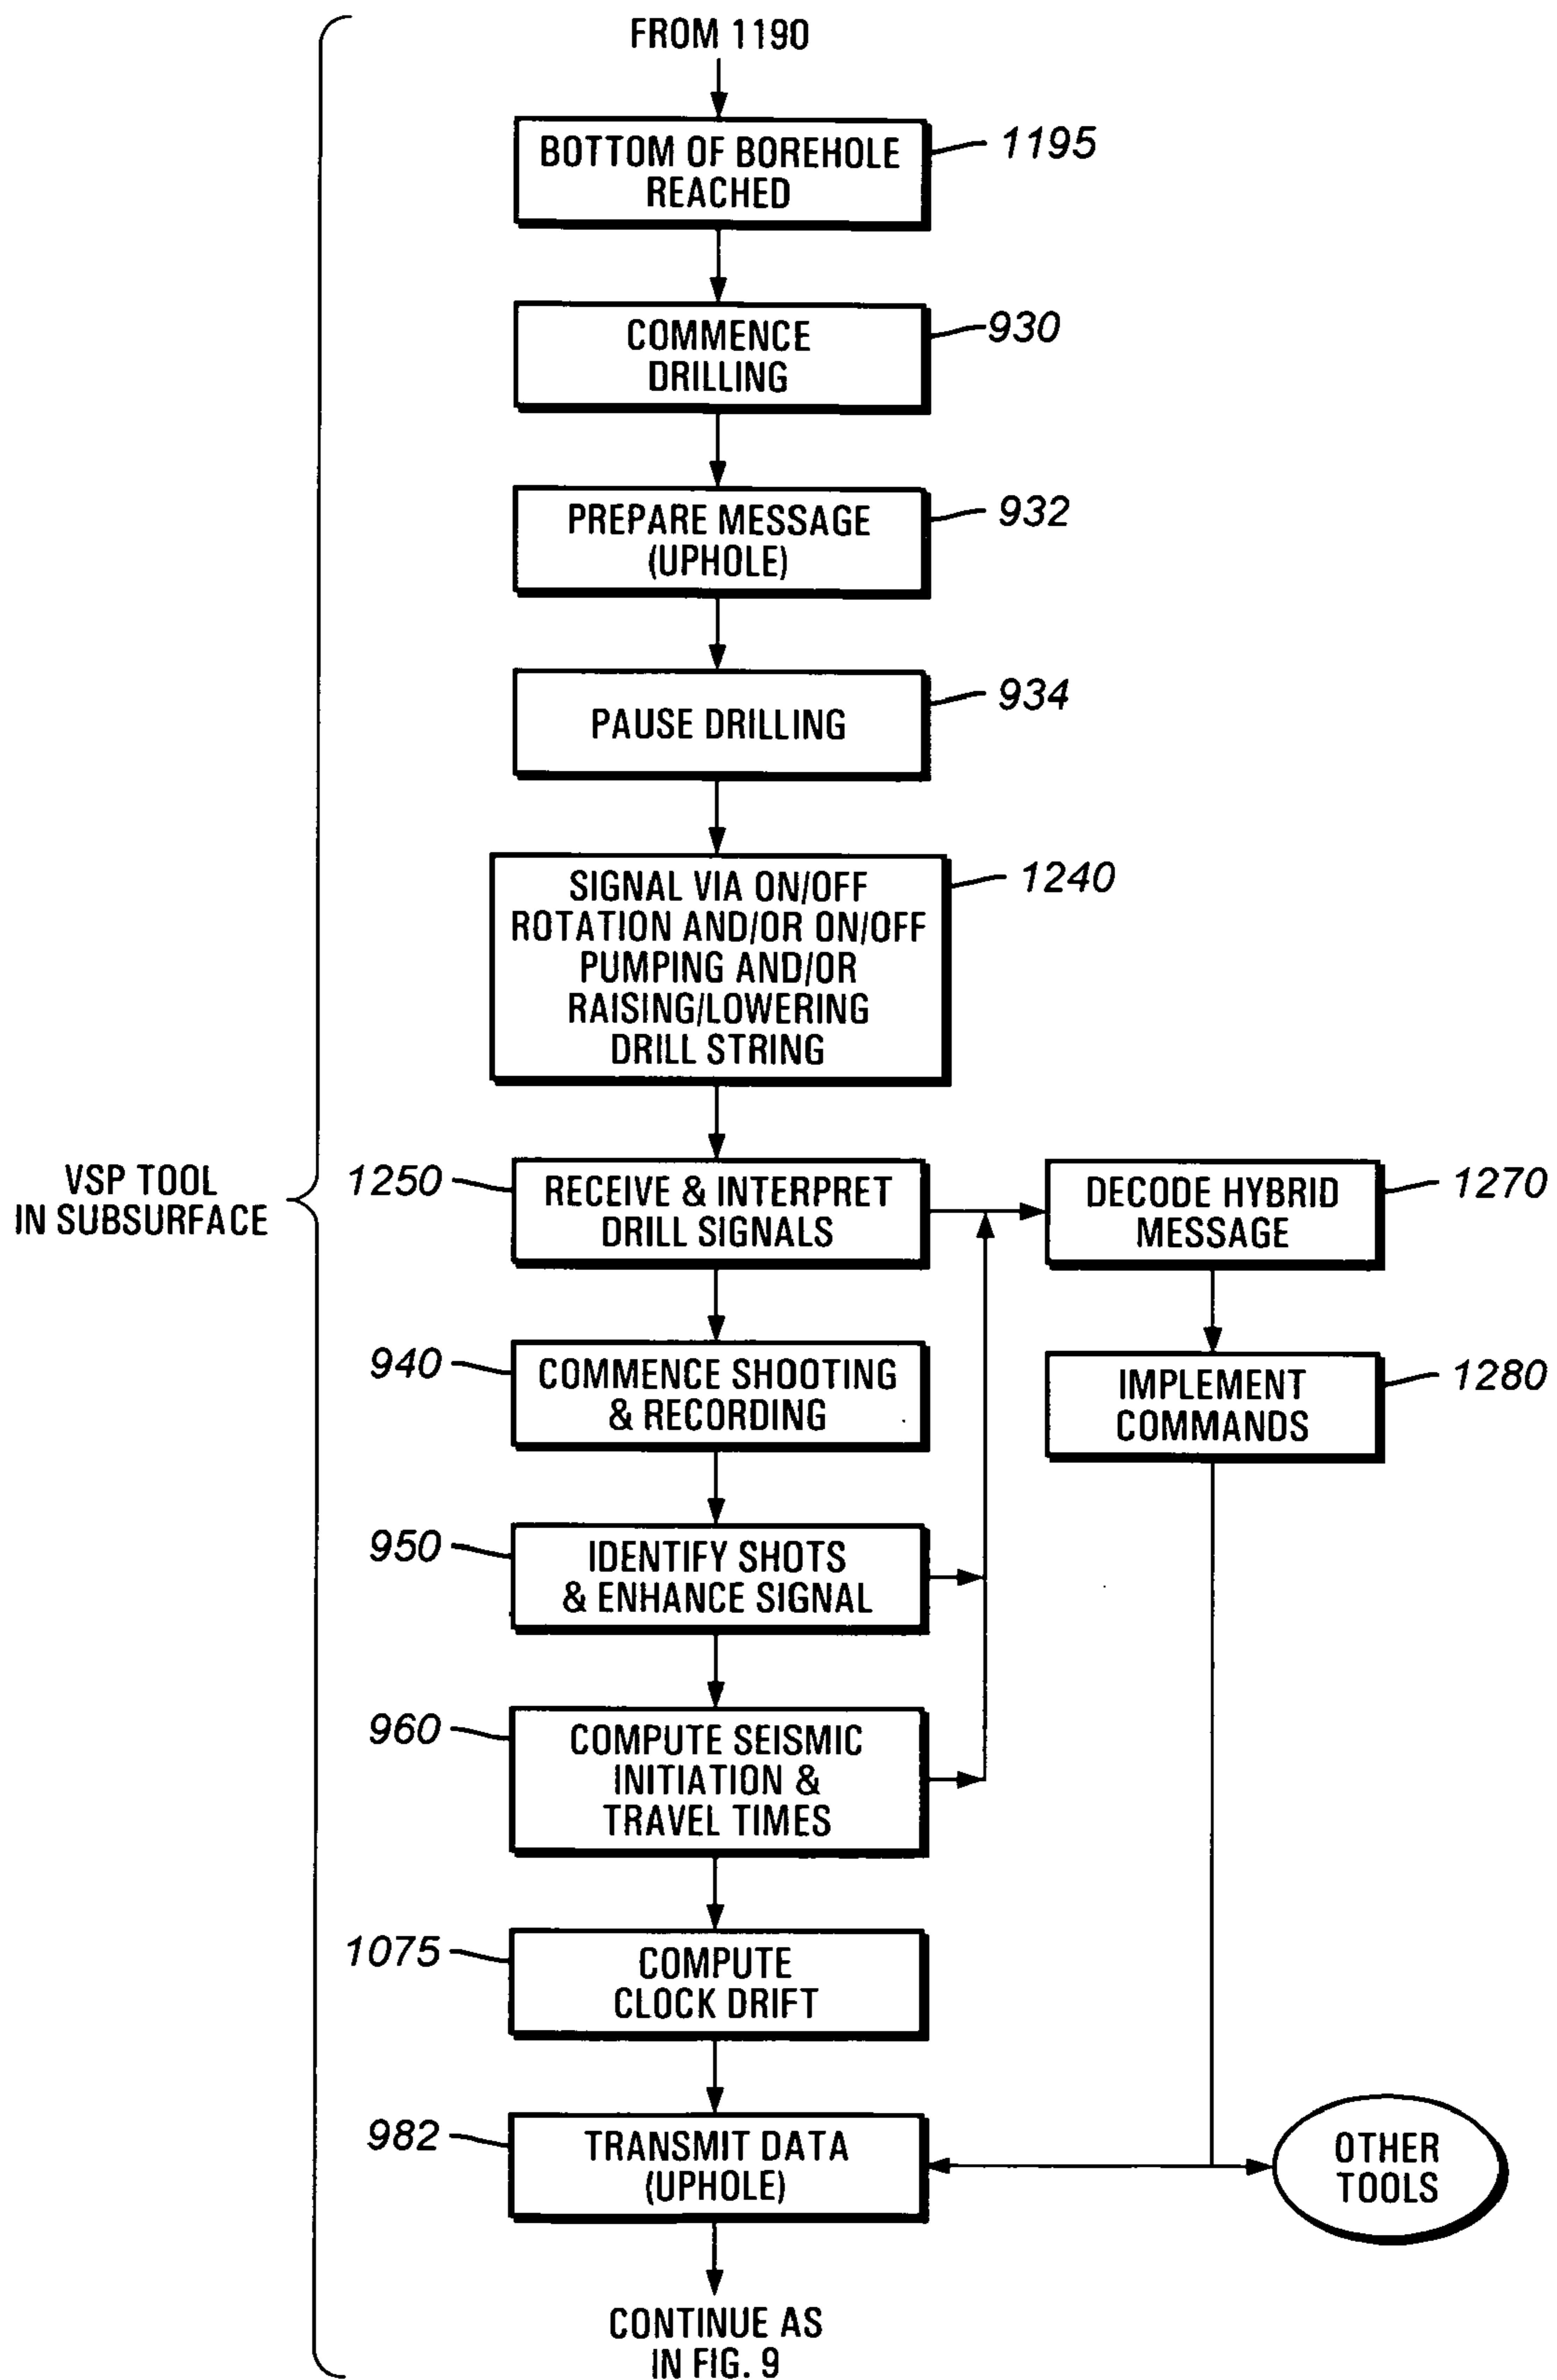 FROM 1190
BOTTOM OF BOREHOLE
REACHED
1195
COMMENCE
DRILLING
930
PREPARE MESSAGE
(UPHOLE)
932
PAUSE DRILLING
934
SIGNAL VIA ON/OFF
ROTATION AND/OR ON/OFF
PUMPING AND/OR
RAISING/LOWERING
DRILL STRING
1240
VSP TOOL
IN SUBSURFACE
1250
RECEIVE & INTERPRET
DRILL SIGNALS
DECODE HYBRID
MESSAGE
1270
940
COMMENCE SHOOTING
& RECORDING
IMPLEMENT
COMMANDS
1280
950
IDENTIFY SHOTS
& ENHANCE SIGNAL
960
COMPUTE SEISMIC
INITIATION &
TRAVEL TIMES
1075
COMPUTE
CLOCK DRIFT
982
TRANSMIT DATA
(UPHOLE)
OTHER
TOOLS
CONTINUE AS
IN FIG. 9